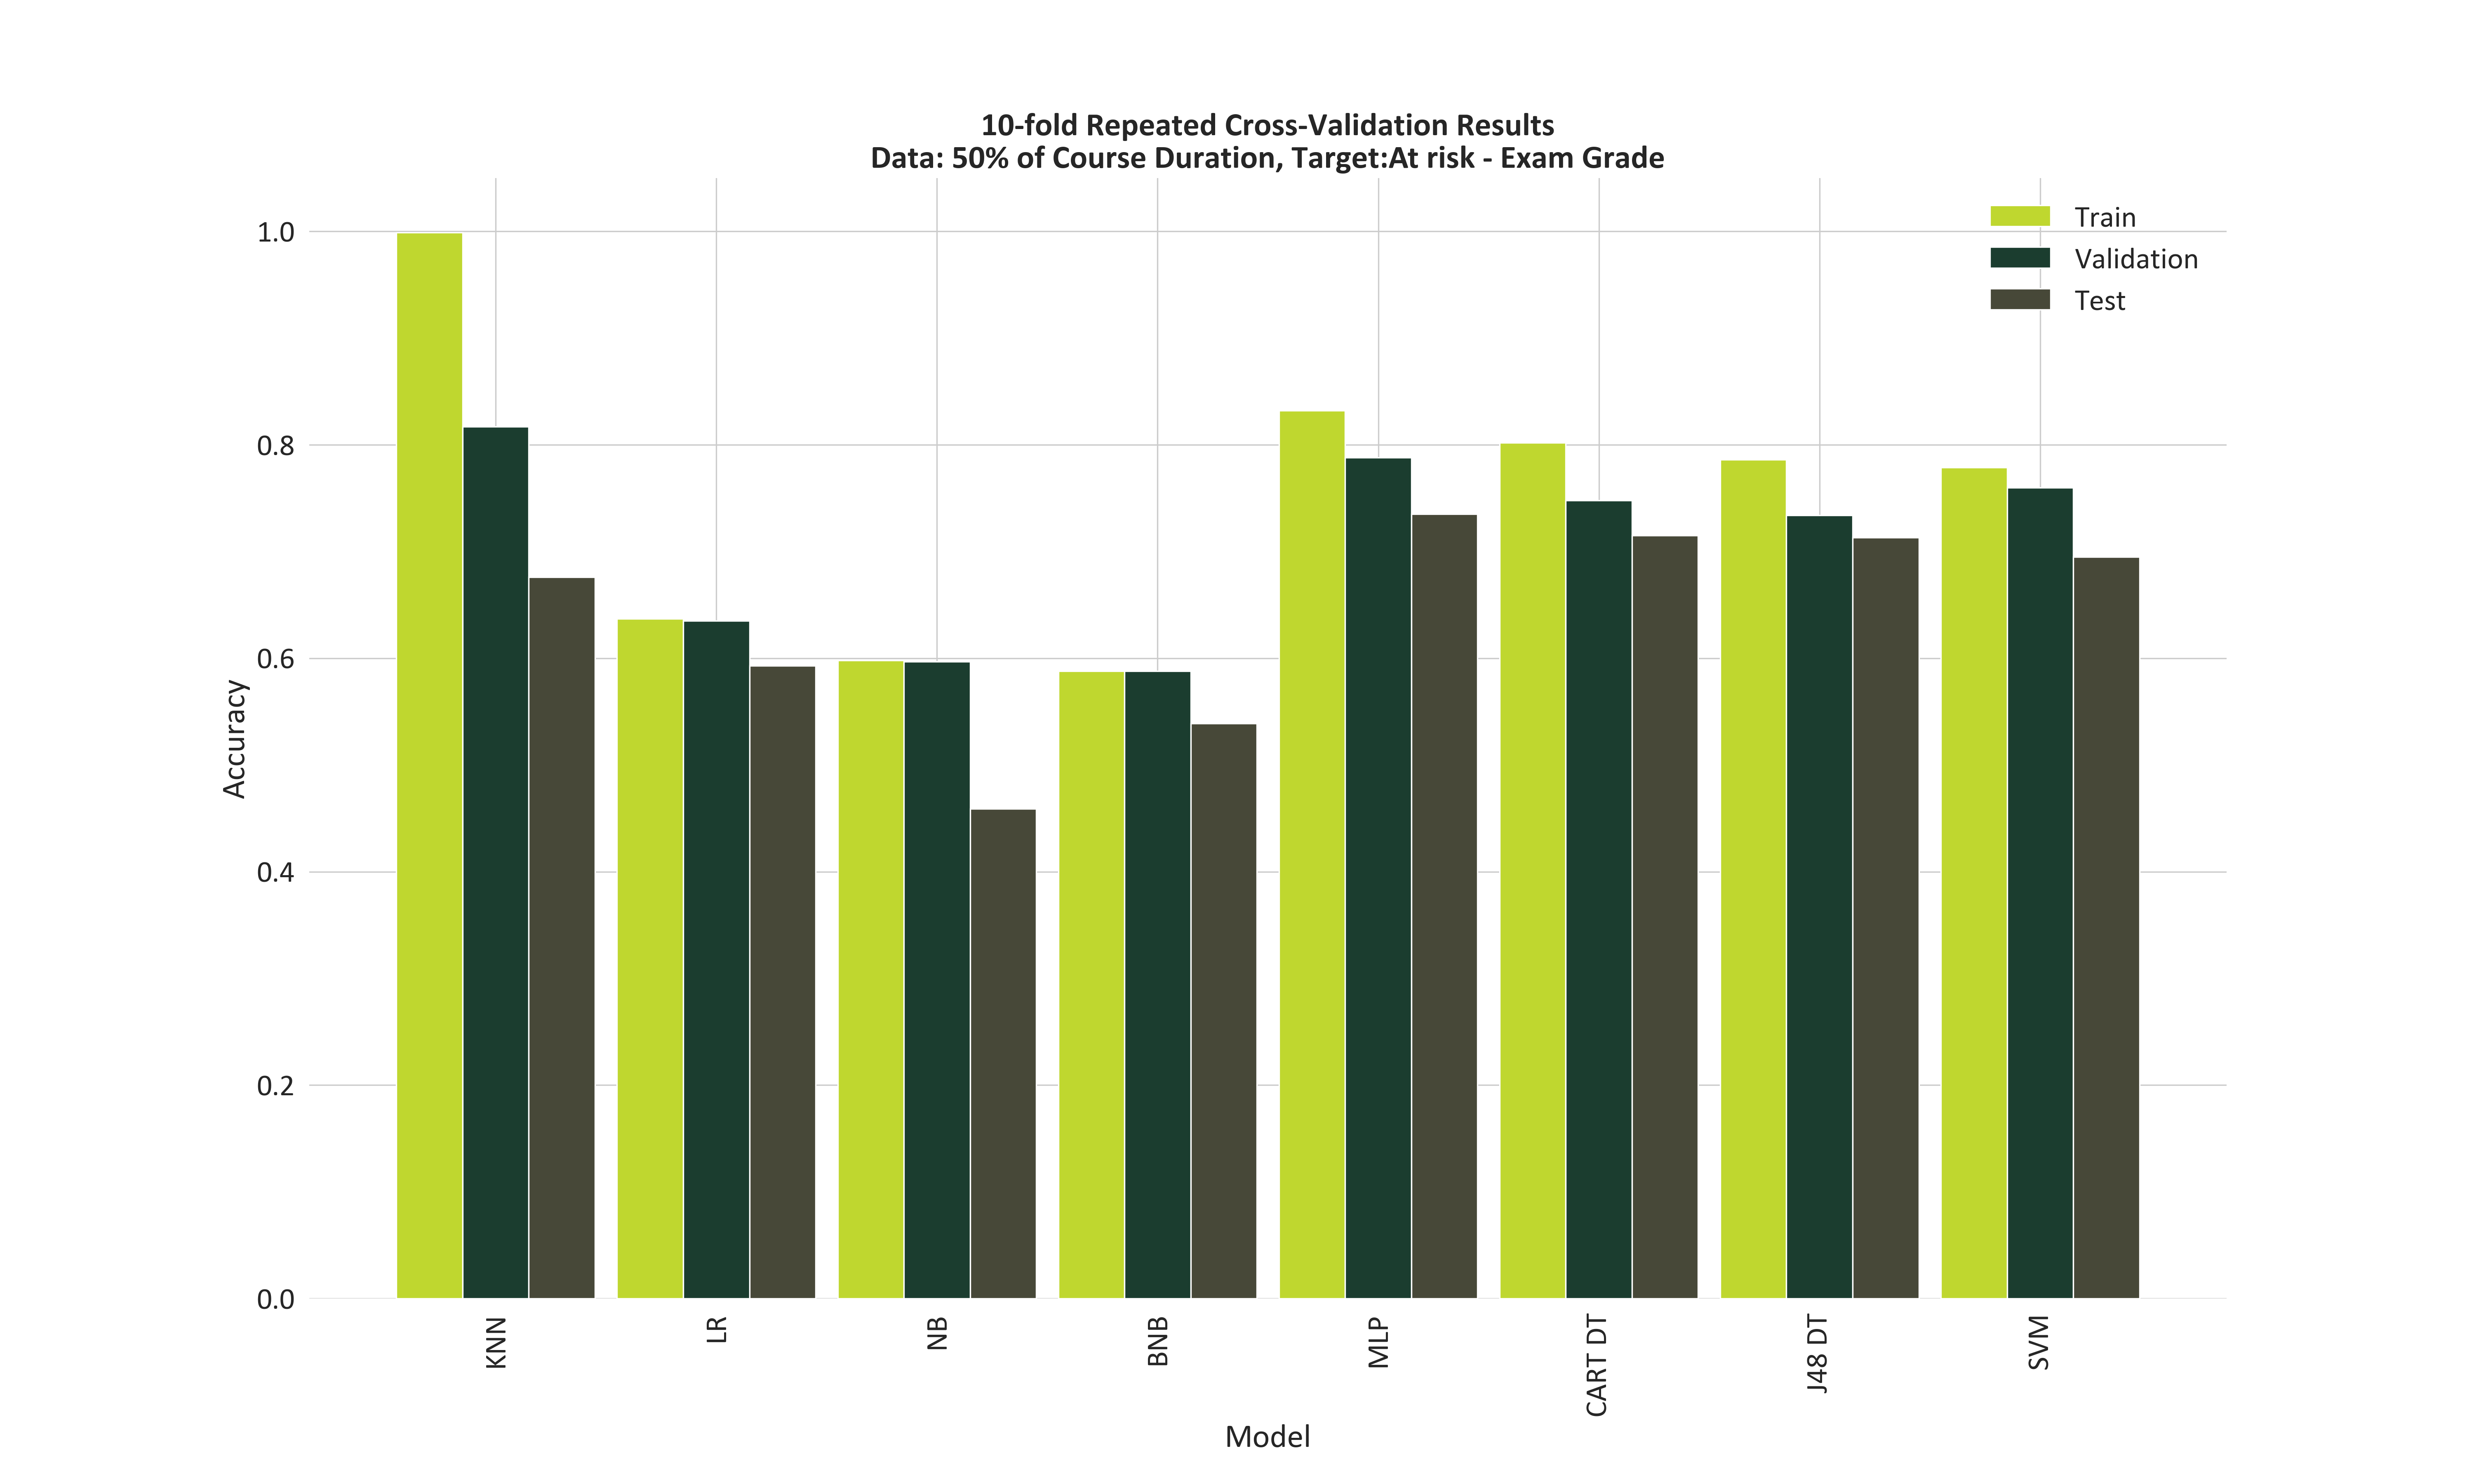 10-fold Repeated Cross-Validation Results
Data: 50% of Course Duration, Target:At risk - Exam Grade
Train
Validation
Test
1.0
0.8
0.6
0.4
0.2
0.0
Accuracy
KNN
LR
NB
BNB
MLP
CART DT
J48 DT
SVM
Model